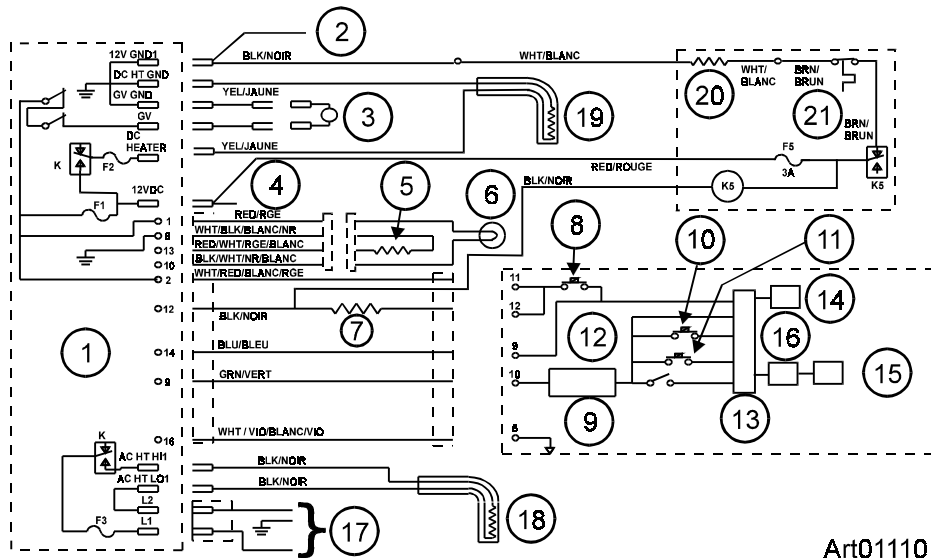 12V GND1
BLK/NOIR
2
WHT/BLANC
DC HT GND
GV GND
GV
YEL/JAUNE
3
19
WHT/
BLANC
BRN/
BRUN
20
21
BRN/
BRUN
DC
HEATER
K
F2
YEL/JAUNE
RED/ROUGE
F5
3A
K5
K5
12VDC
F1
4
5
6
BLK/NOIR
1
RED/RGE
8
WHT/BLK/BLANC/NR
13
RED/WHT/RGE/BLANC
10
BLK/WHT/NR/BLANC
2
WHT/RED/BLANC/RGE
12
BLK/NOIR
7
8
10
11
11
12
9
10
8
12
14
16
15
9
13
1
14
BLU/BLEU
9
GRN/VERT
16
WHT / VIO/BLANC/VIO
K
AC HT HI1
BLK/NOIR
AC HT LO1
BLK/NOIR
L2
F3
L1
17
18
Art01110